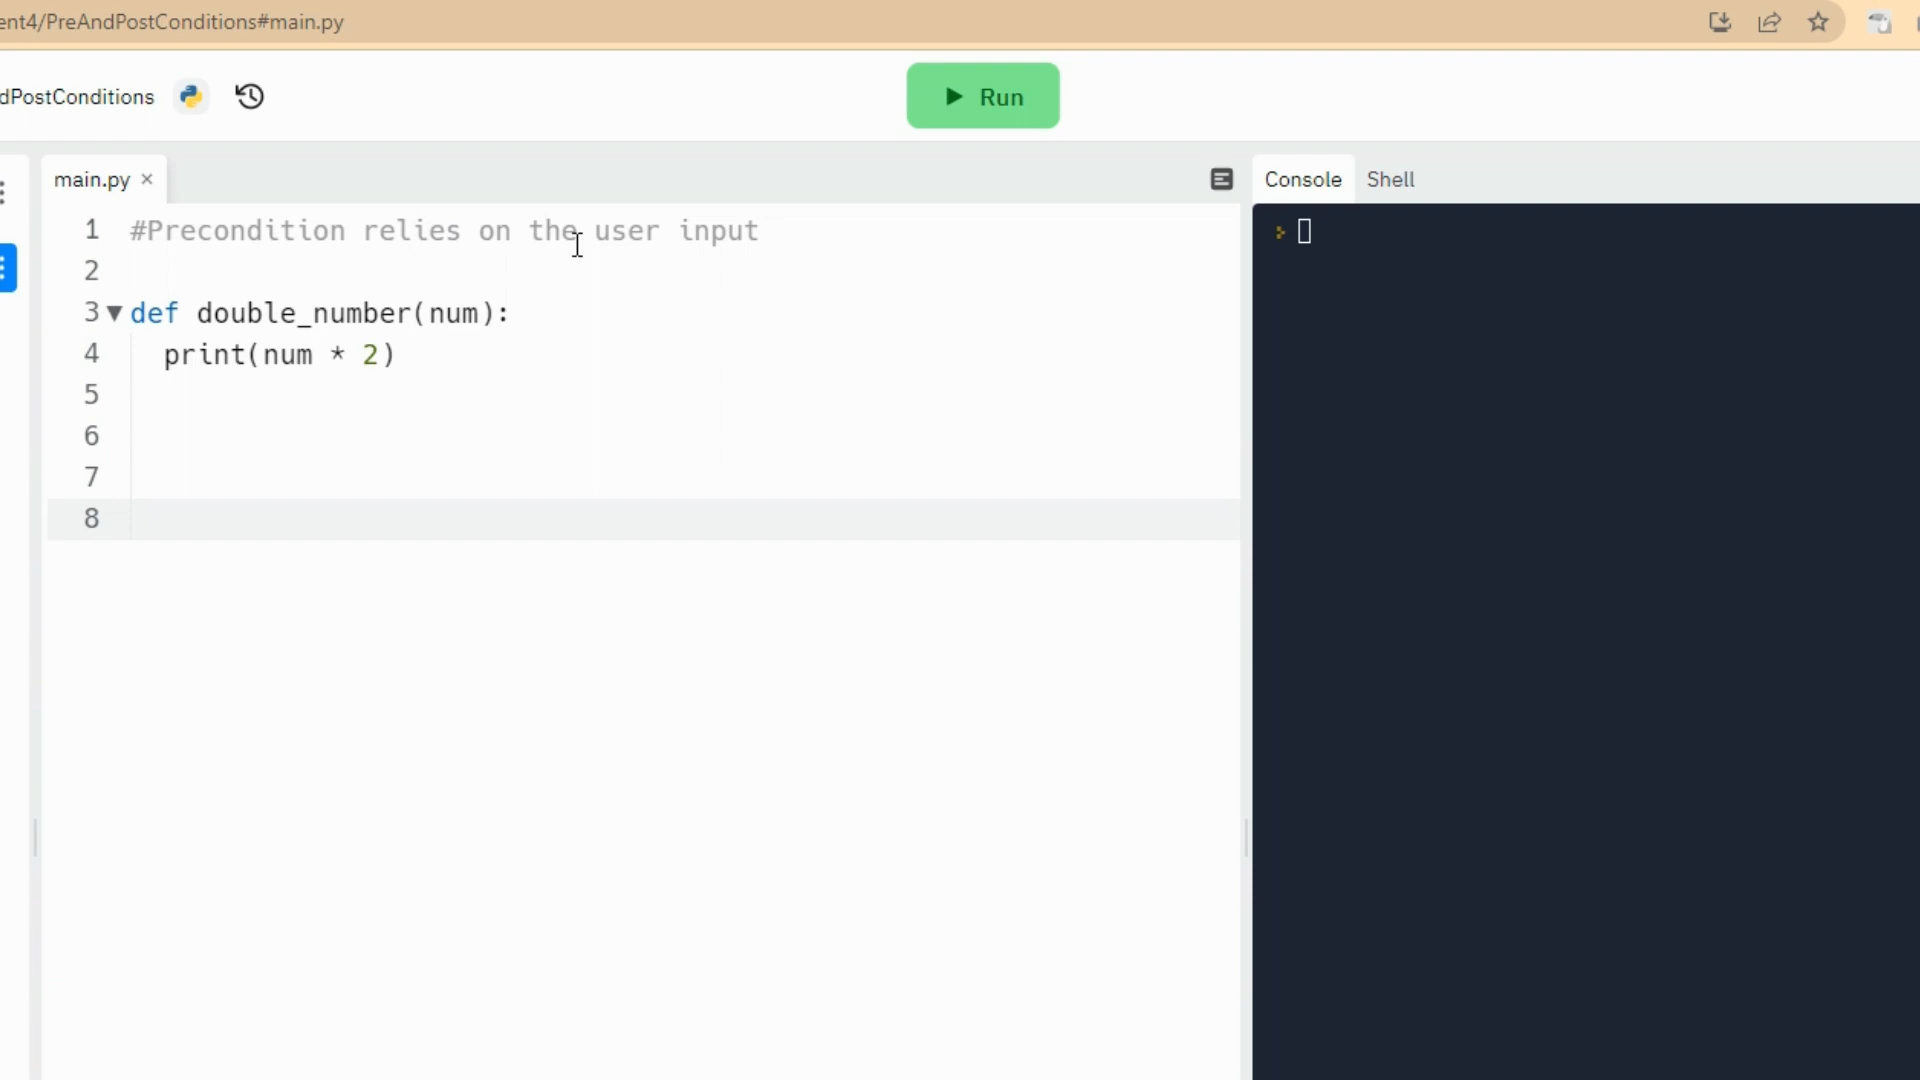 ent4/PreAndPostConditions#main.py
dPostConditions
Run
main.py ×
Console Shell
1 #Precondition relies on the user input
2
3 def double_number(num):
4 print(num * 2)
5
6
7
8